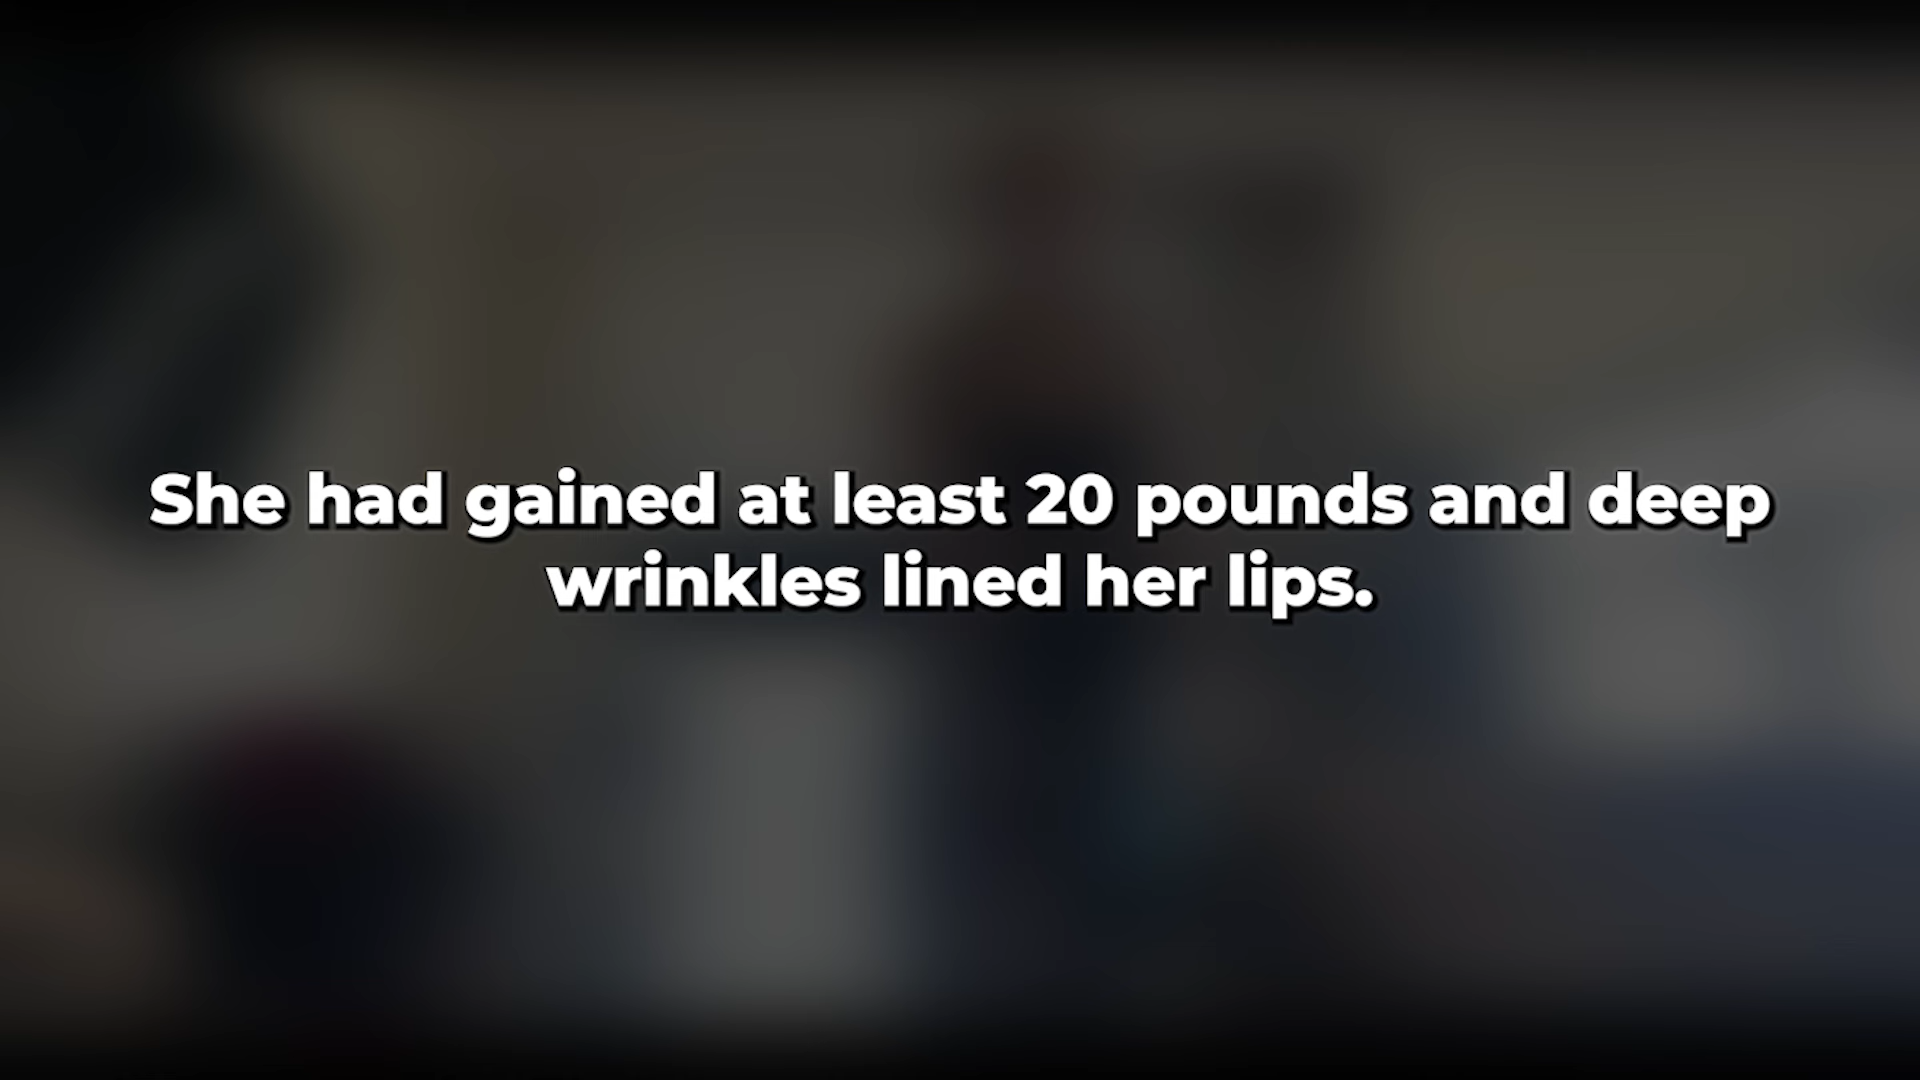 She had gained at least 20 pounds and deep
wrinkles lined her lips.